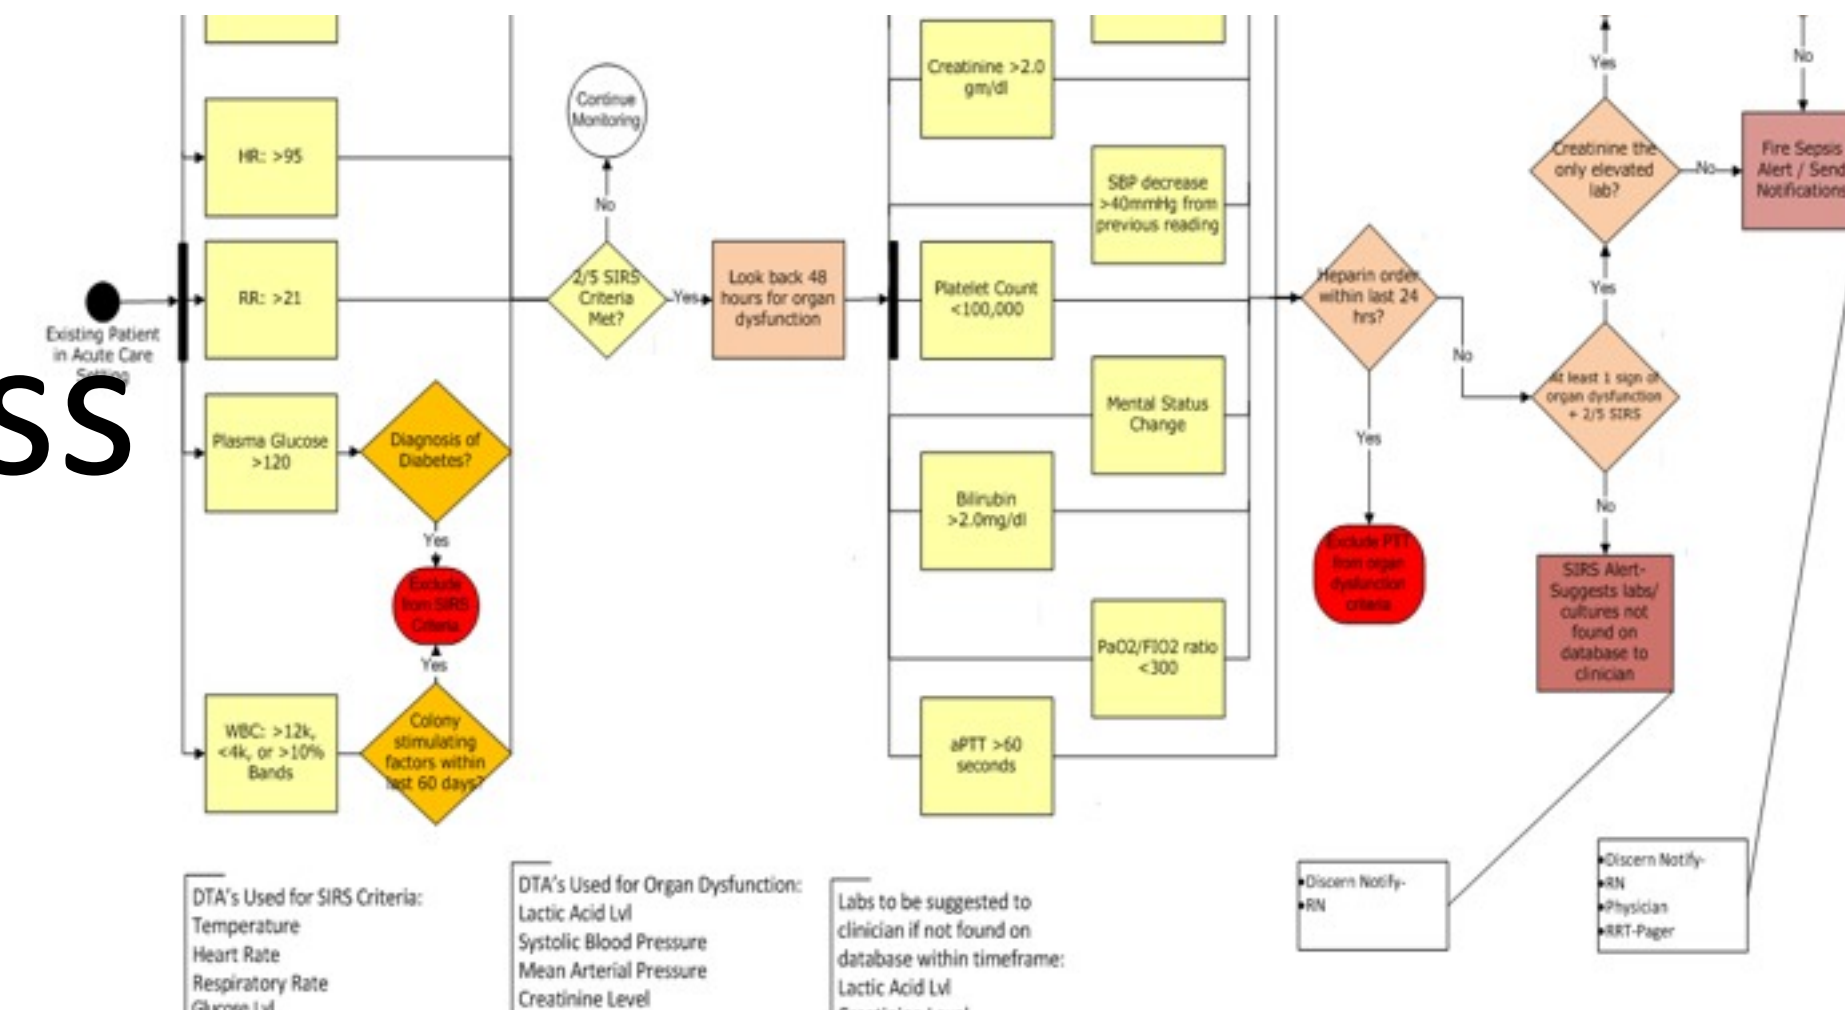 Existing Patient
in Acute Care
Setting
ss
HR: >95
RR: >21
Plasma Glucose
>120
WBC: >12k,
<4k, or >10%
Bands
Diagnosis of
Diabetes?
Yes
Exclude
from SIRS
Criteria
Yes
Colony
stimulating
factors within
last 60 days?
Continue
Monitoring
No
2/5 SIRS
Criteria
Met?
Yes
Look back 48
hours for organ
dysfunction
Creatinine >2.0
gm/dl
SBP decrease
>40mmHg from
previous reading
Platelet Count
<100,000
Mental Status
Change
Bilirubin
>2.0mg/dl
PaO2/FIO2 ratio
<300
aPTT >60
seconds
Heparin order
within last 24
hrs?
Yes
No
Exclude PTT
from organ
dysfunction
criteria
Yes
Creatinine the
only elevated
lab?
No
No
Fire Sepsis
Alert / Send
Notifications
Yes
At least 1 sign of
organ dysfunction
+ 2/5 SIRS
No
SIRS Alert-
Suggests labs/
cultures not
found on
database to
clinician
DTA's Used for SIRS Criteria:
Temperature
Heart Rate
Respiratory Rate
Glucose Lvl
DTA's Used for Organ Dysfunction:
Lactic Acid Lvl
Systolic Blood Pressure
Mean Arterial Pressure
Creatinine Level
Labs to be suggested to
clinician if not found on
database within timeframe:
Lactic Acid Lvl
Discern Notify-
RN
Discern Notify-
RN
Physician
RRT-Pager